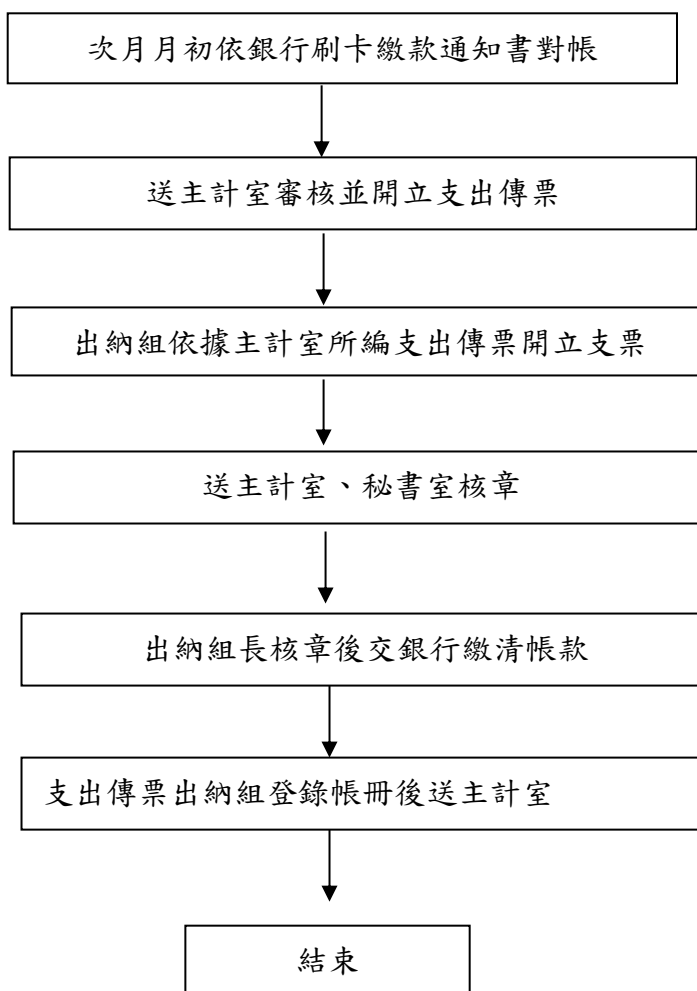 次月月初依銀行刷卡繳款通知書對帳
送主計室審核並開立支出傳票
出納組依據主計室所編支出傳票開立支票
送主計室、秘書室核章
出納組長核章後交銀行繳清帳款
支出傳票出納組登錄帳冊後送主計室
結束